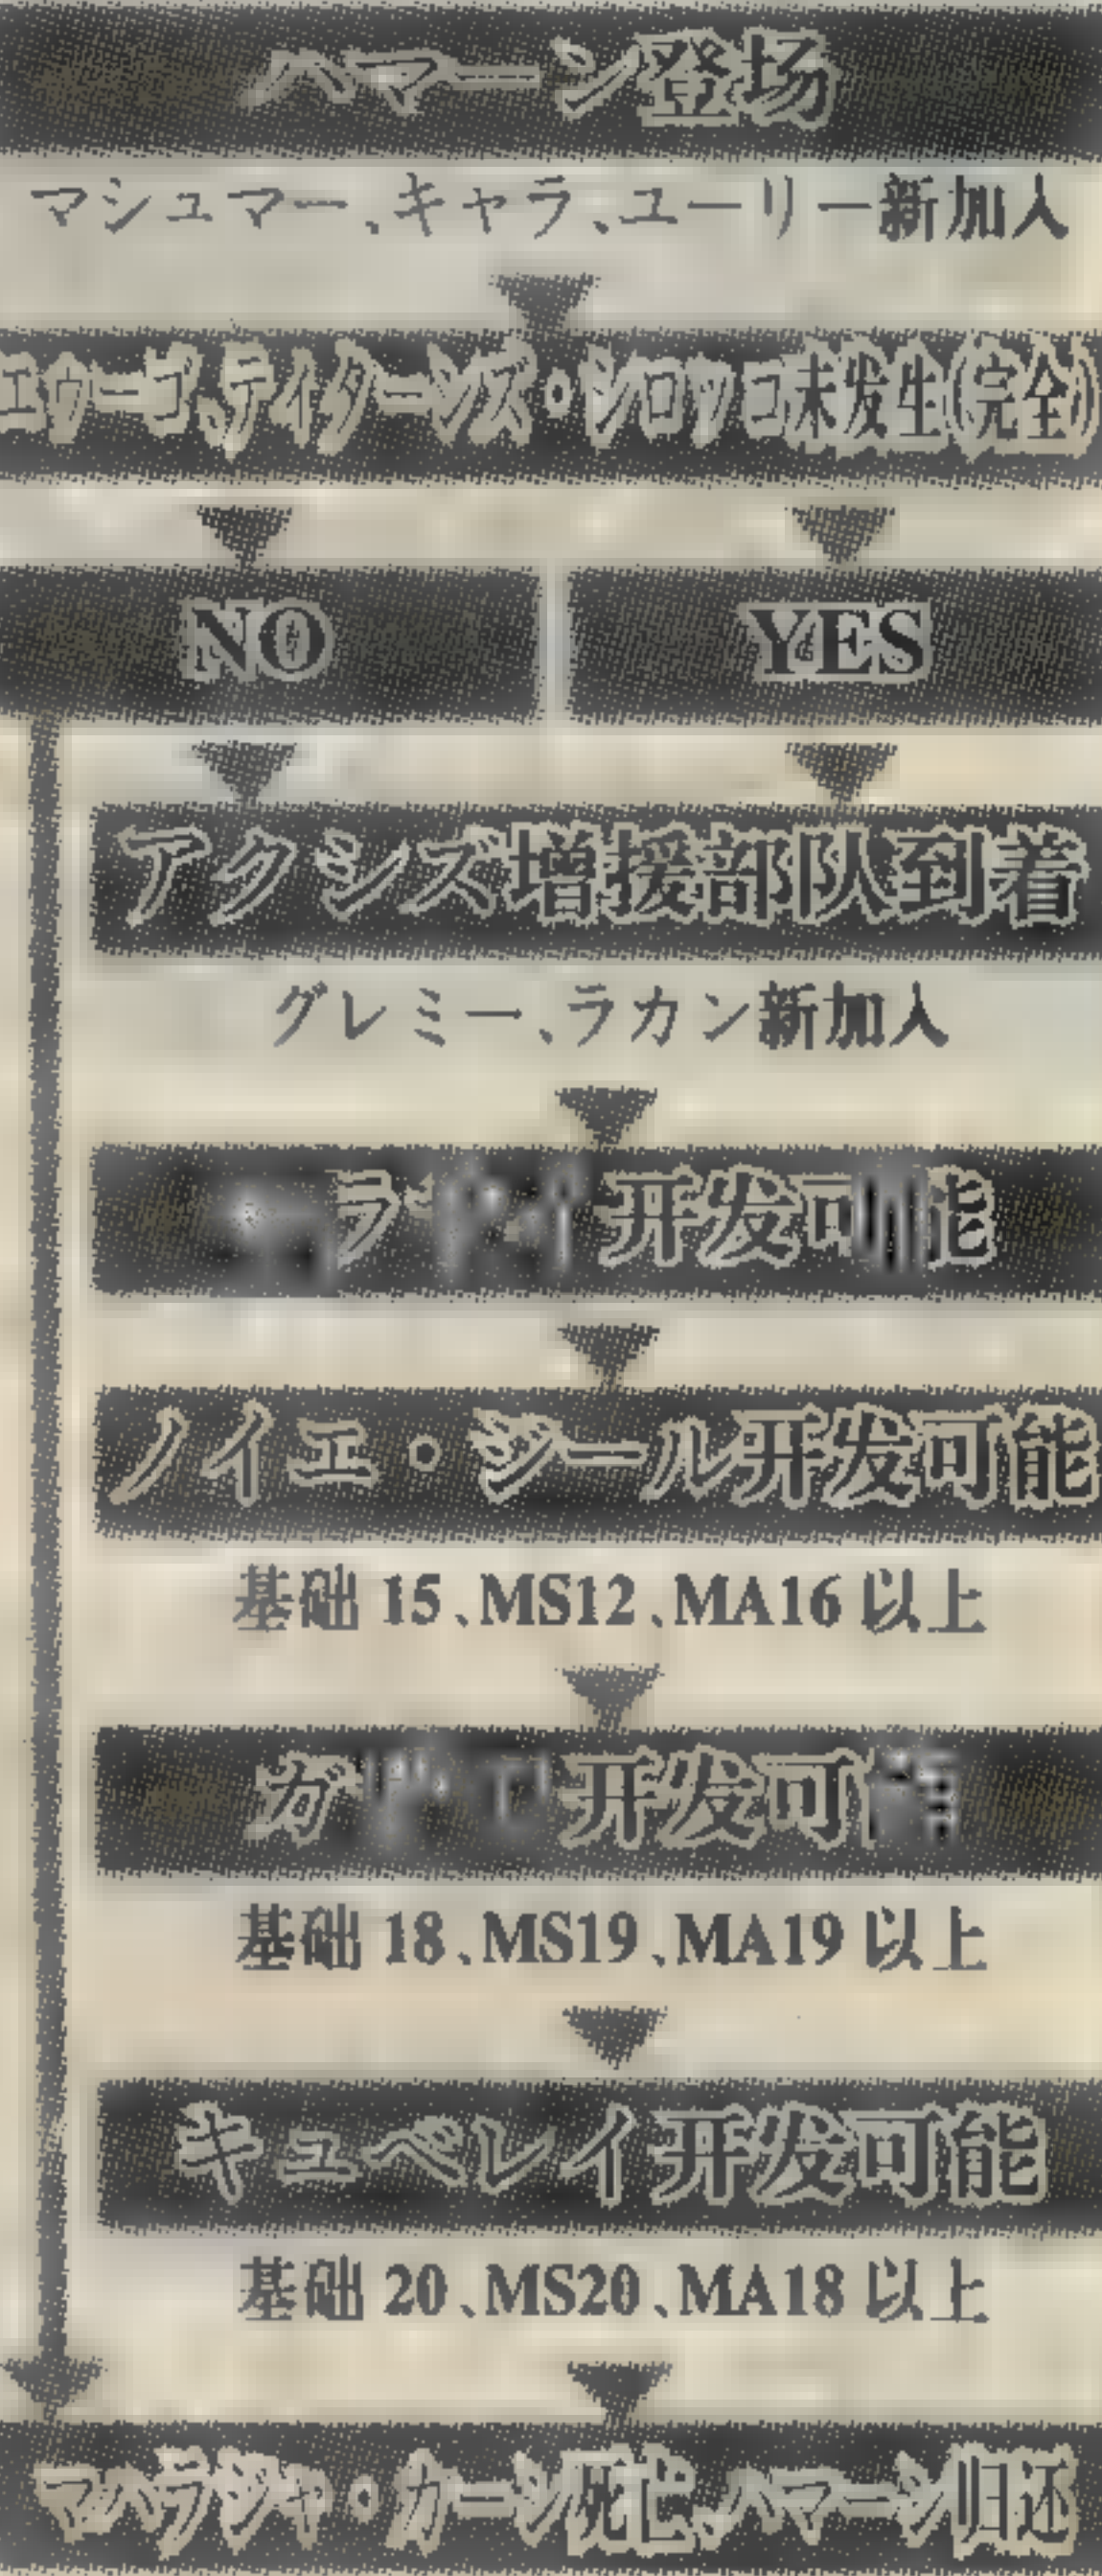 ハマーン登场
マシュマー、キャラ、ユーリー新加入
エゥーゴ、ティターンズ・シロッコ未发生(完全)
NO
YES
アクシズ增援部队到着
グレミー、ラカン新加入
开发可能
ノイエ・ジール开发可能
基础 15、MS12、MA16 以上
开发可
基础 18、MS19、MA19 以上
キュベレイ开发可能
基础 20、MS20、MA18 以上
マハラジャ・カーン死亡、ハマーン归还